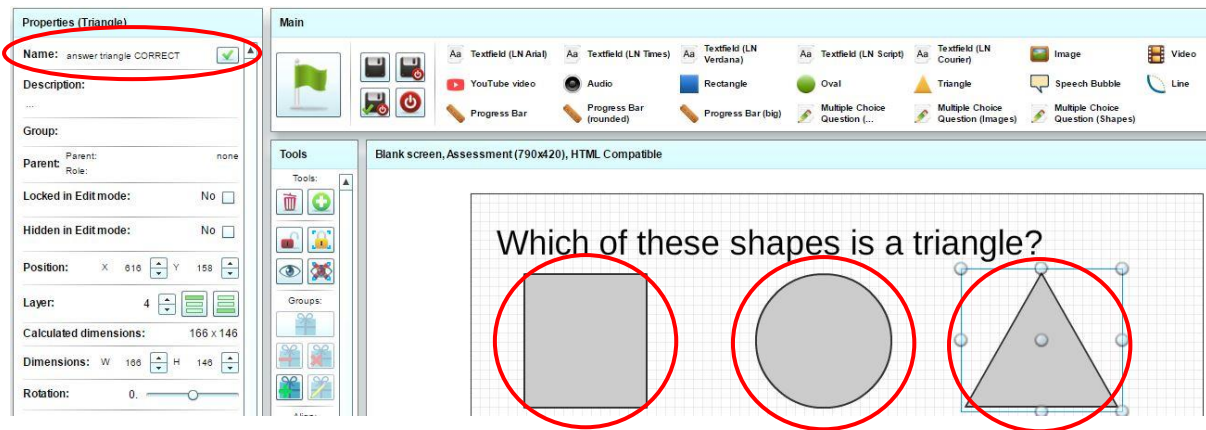 Properties (Triangle)
Name: answer triangle CORRECT
Description:
...
Group:
Parent: Parent: none
Role:
Locked in Edit mode: No
Hidden in Edit mode: No
Position: X 616 Y 158
Layer: 4
Calculated dimensions: 166 x 146
Dimensions: W 166 H 146
Rotation: 0.
Main
Aa Textfield (LN Arial) Aa Textfield (LN Times) Aa Textfield (LN Verdana) Aa Textfield (LN Script) Aa Textfield (LN Courier) Image Video
YouTube video Audio Rectangle Oval Triangle Speech Bubble Line
Progress Bar Progress Bar (rounded) Progress Bar (big) Multiple Choice Question (... Multiple Choice Question (Images) Multiple Choice Question (Shapes)
Tools
Tools:
Groups:
Blank screen, Assessment (790x420), HTML Compatible
Which of these shapes is a triangle?